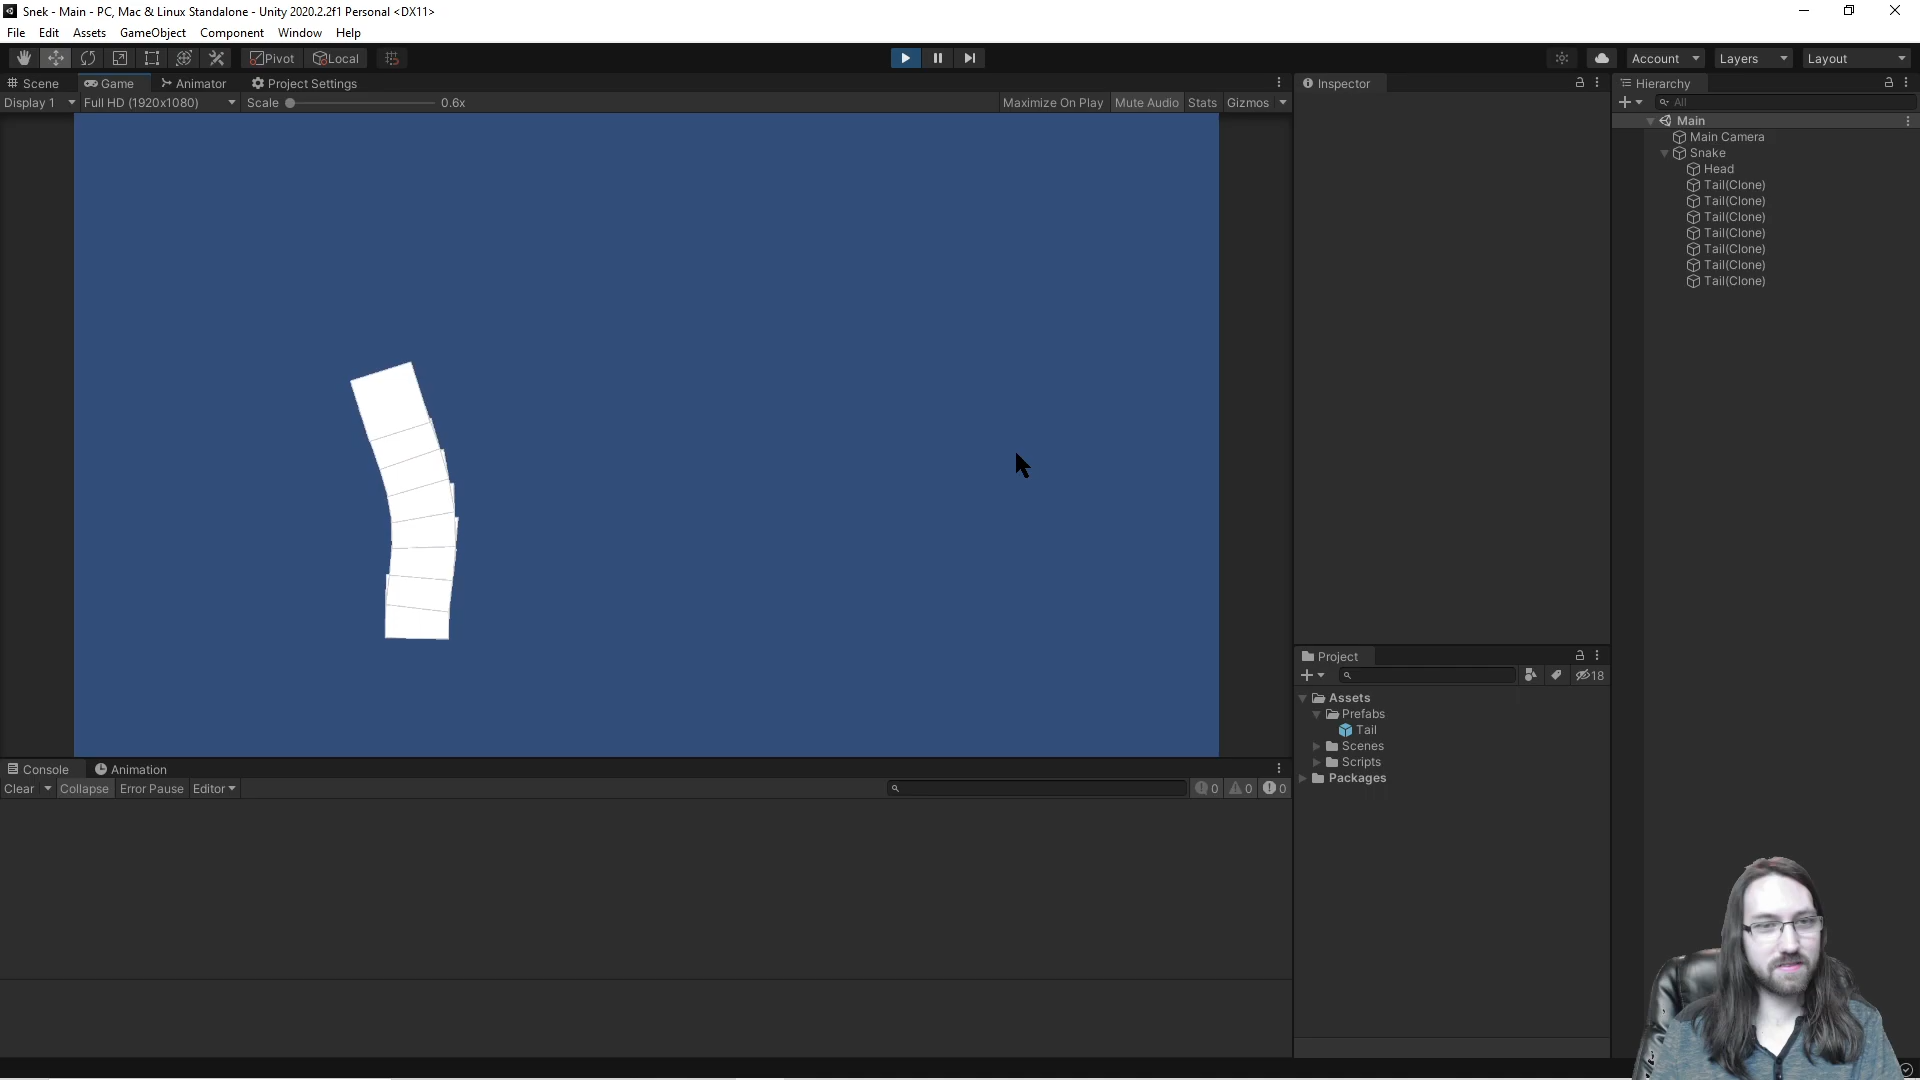 Snek - Main - PC, Mac & Linux Standalone - Unity 2020.2.2f1 Personal <DX11>
File Edit Assets GameObject Component Window Help
Pivot Local Account Layers Layout
Scene Game Animator Project Settings Inspector Hierarchy
Display 1 Full HD (1920x1080) Scale 0.6x Maximize On Play Mute Audio Stats Gizmos All
Main
Main Camera
Snake
Head
Tail(Clone)
Tail(Clone)
Tail(Clone)
Tail(Clone)
Tail(Clone)
Tail(Clone)
Tail(Clone)
Project
18
Assets
Prefabs
Tail
Scenes
Scripts
Packages
Console Animation
Clear Collapse Error Pause Editor 0 0 0